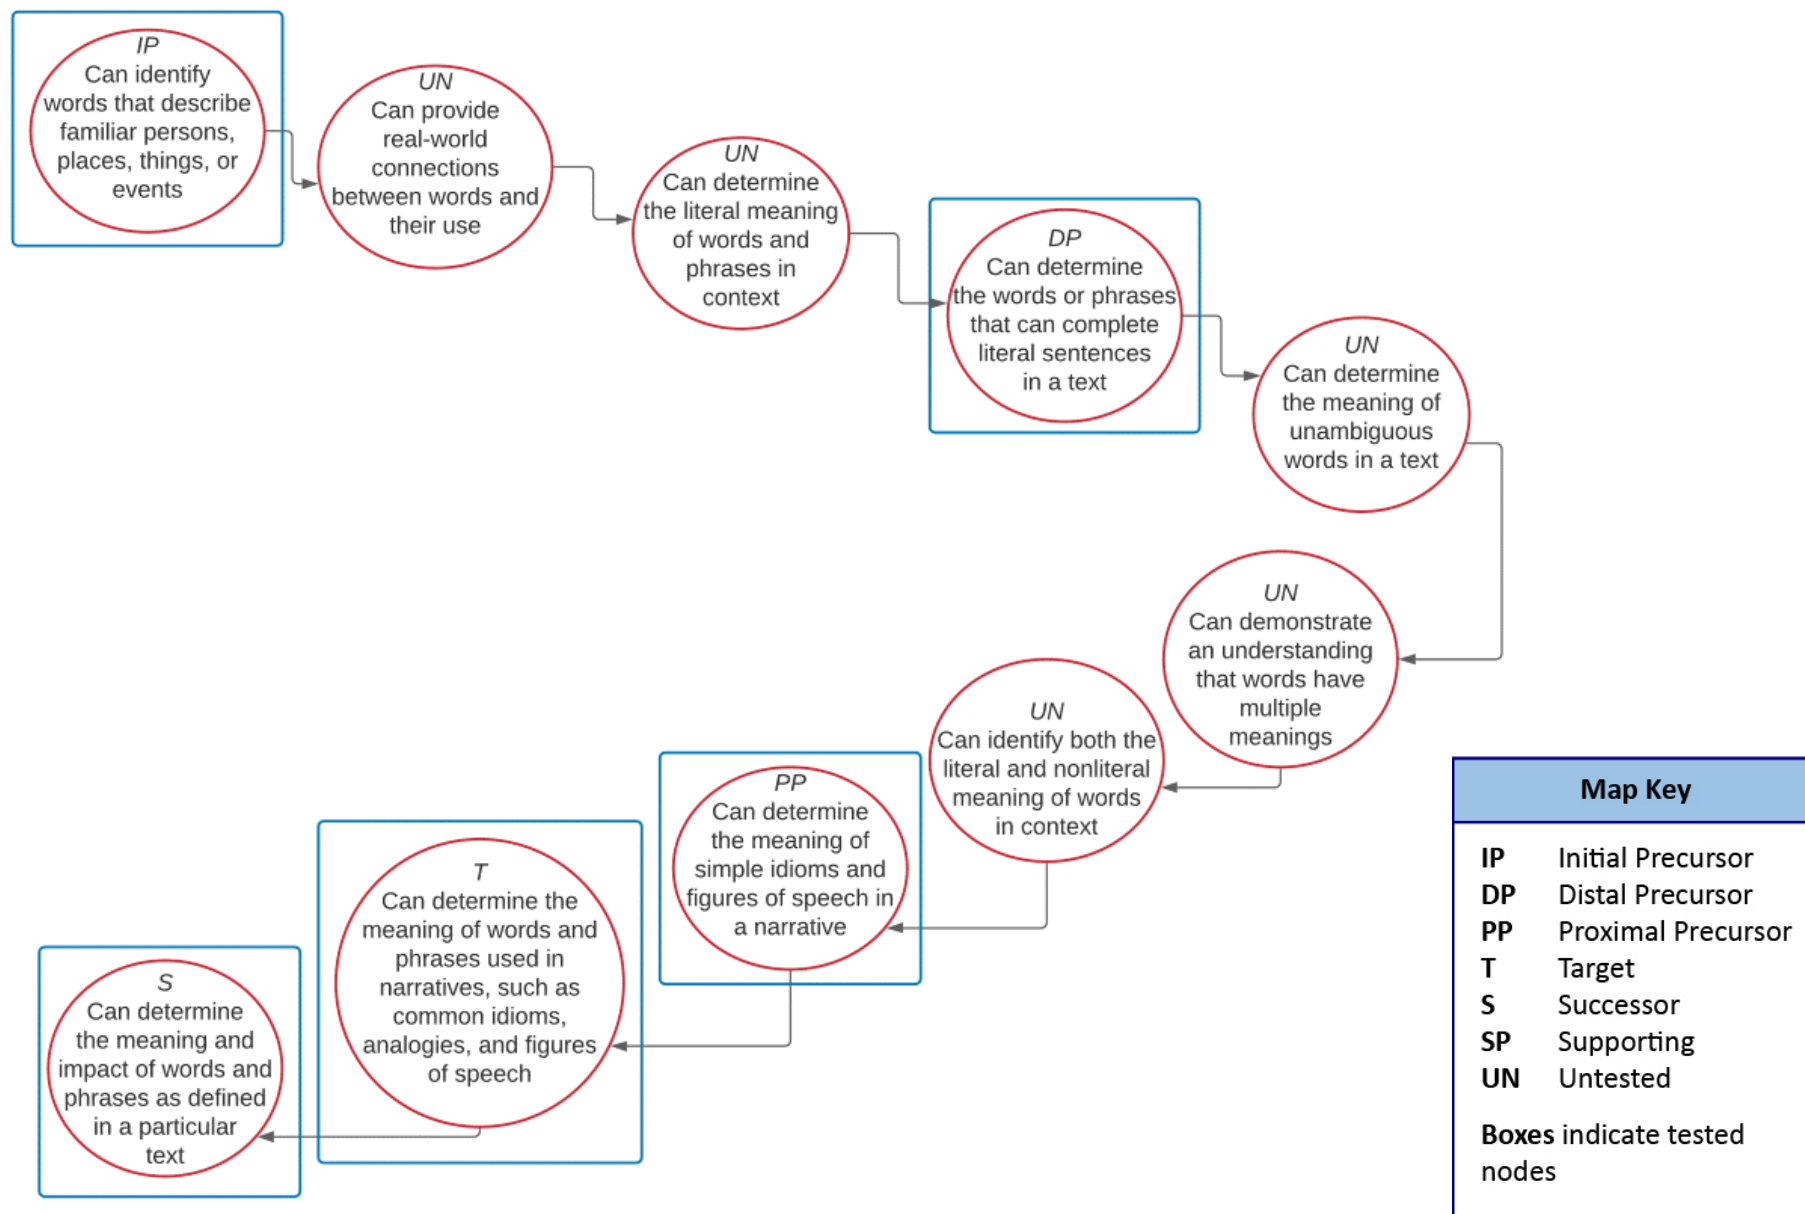 IP
Can identify
words that describe
familiar persons,
places, things, or
events
UN
Can provide
real-world
connections
between words and
their use
UN
Can determine
the literal meaning
of words and
phrases in
context
DP
Can determine
the words or phrases
that can complete
literal sentences
in a text
UN
Can determine
the meaning of
unambiguous
words in a text
UN
Can demonstrate
an understanding
that words have
multiple
meanings
UN
Can identify both the
literal and nonliteral
meaning of words
in context
PP
Can determine
the meaning of
simple idioms and
figures of speech in
a narrative
T
Can determine the
meaning of words and
phrases used in
narratives, such as
common idioms,
analogies, and figures
of speech
S
Can determine
the meaning and
impact of words and
phrases as defined
in a particular
text
Map Key
IP Initial Precursor
DP Distal Precursor
PP Proximal Precursor
T Target
S Successor
SP Supporting
UN Untested
Boxes indicate tested
nodes